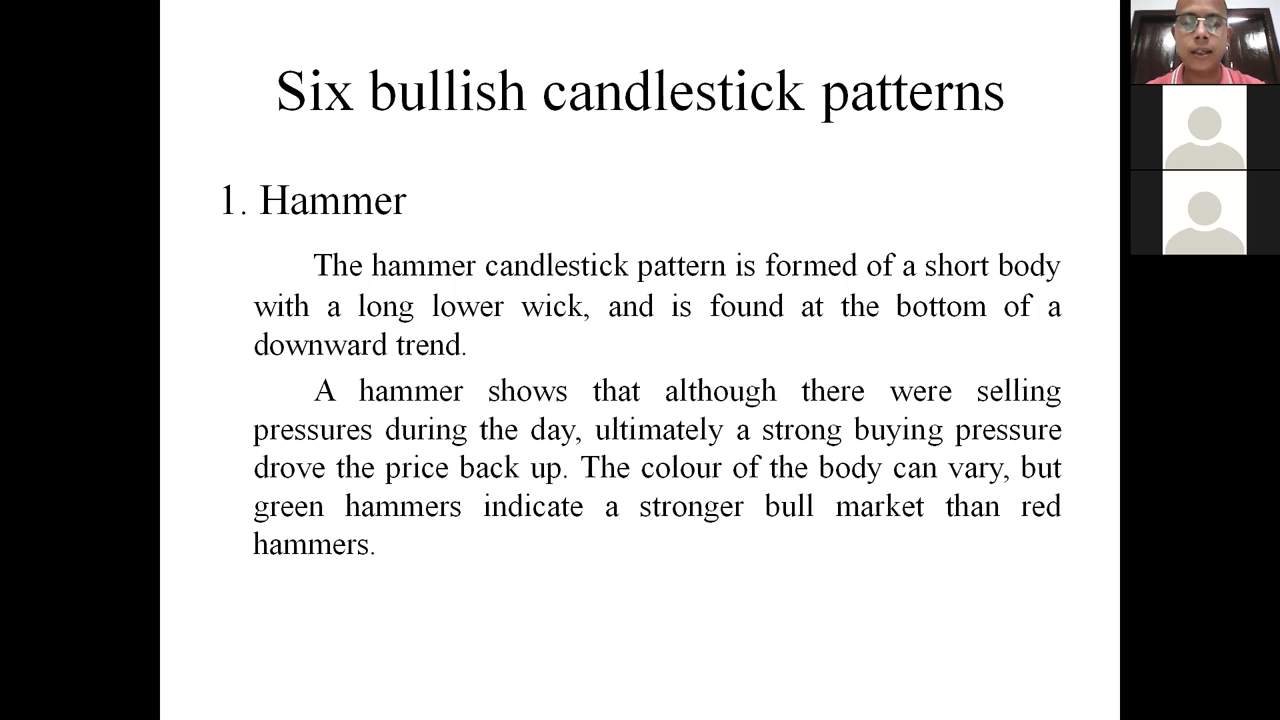 Six bullish candlestick patterns
1. Hammer
The hammer candlestick pattern is formed of a short body
with a long lower wick, and is found at the bottom of a
downward trend.
A hammer shows that although there were selling
pressures during the day, ultimately a strong buying pressure
drove the price back up. The colour of the body can vary, but
green hammers indicate a stronger bull market than red
hammers.